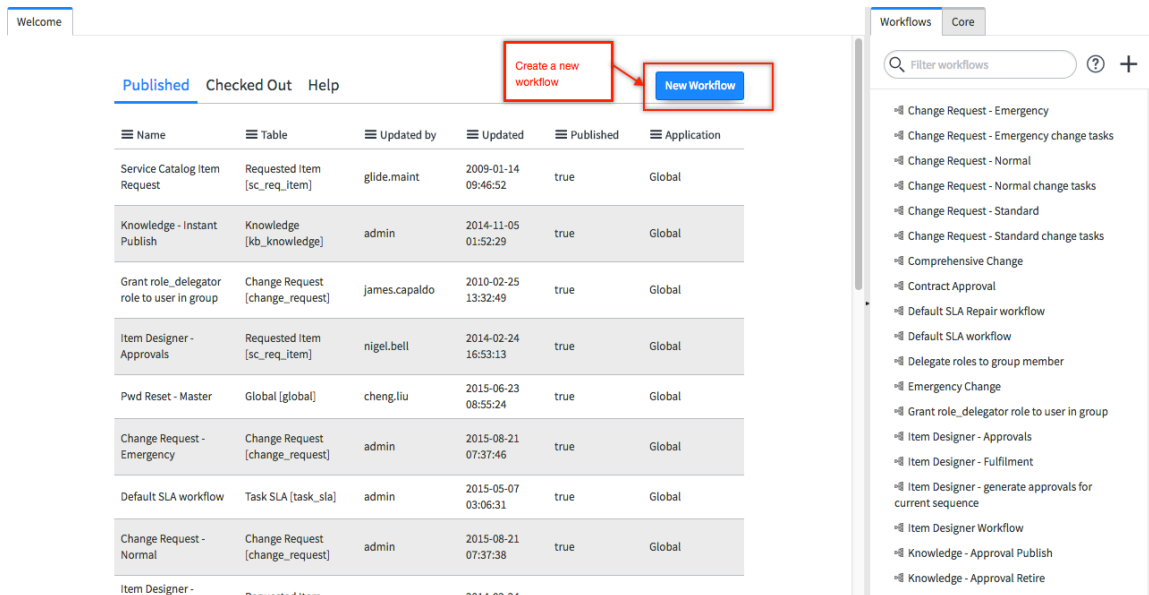 Welcome
Workflows Core
Create a new
workflow
Filter workflows
Published Checked Out Help
New Workflow
Name Table Updated by Updated Published Application
Service Catalog Item
Request
Requested Item
[sc_req_item]
glide.maint
2009-01-14
09:46:52
true
Global
Knowledge - Instant
Publish
Knowledge
[kb_knowledge]
admin
2014-11-05
01:52:29
true
Global
Grant role_delegator
role to user in group
Change Request
[change_request]
james.capaldo
2010-02-25
13:32:49
true
Global
Item Designer -
Approvals
Requested Item
[sc_req_item]
nigel.bell
2014-02-24
16:53:13
true
Global
Pwd Reset - Master
Global [global]
cheng.liu
2015-06-23
08:55:24
true
Global
Change Request -
Emergency
Change Request
[change_request]
admin
2015-08-21
07:37:46
true
Global
Default SLA workflow
Task SLA [task_sla]
admin
2015-05-07
03:06:31
true
Global
Change Request -
Normal
Change Request
[change_request]
admin
2015-08-21
07:37:38
true
Global
Item Designer -
Change Request - Emergency
Change Request - Emergency change tasks
Change Request - Normal
Change Request - Normal change tasks
Change Request - Standard
Change Request - Standard change tasks
Comprehensive Change
Contract Approval
Default SLA Repair workflow
Default SLA workflow
Delegate roles to group member
Emergency Change
Grant role_delegator role to user in group
Item Designer - Approvals
Item Designer - Fulfilment
Item Designer - generate approvals for
current sequence
Item Designer Workflow
Knowledge - Approval Publish
Knowledge - Approval Retire